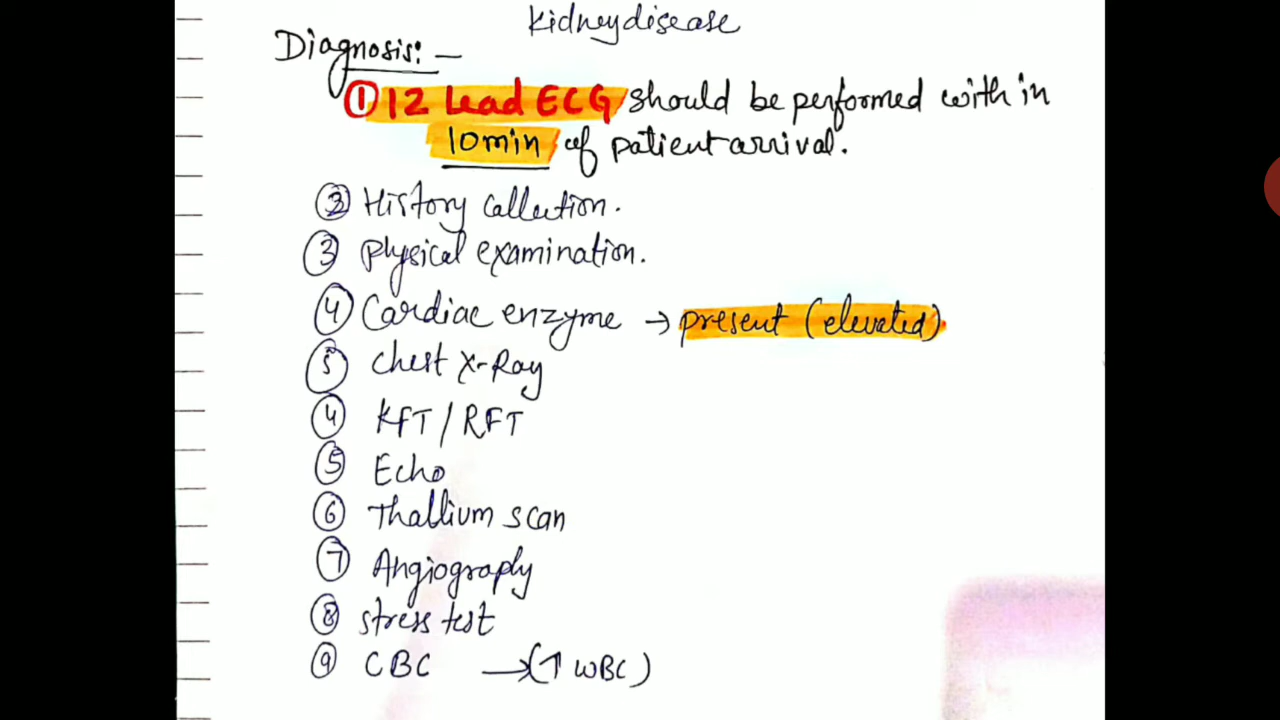 Kidney disease
Diagnosis: —
① 12 Lead ECG should be performed with in
10min of patient arrival.
② History collection.
③ Physical examination.
④ Cardiac enzyme → present (elevated)
⑤ Chest X-Ray
④ KFT / RFT
⑤ Echo
⑥ Thallium scan
⑦ Angiography
⑧ stress test
⑨ CBC → (↑ WBC)